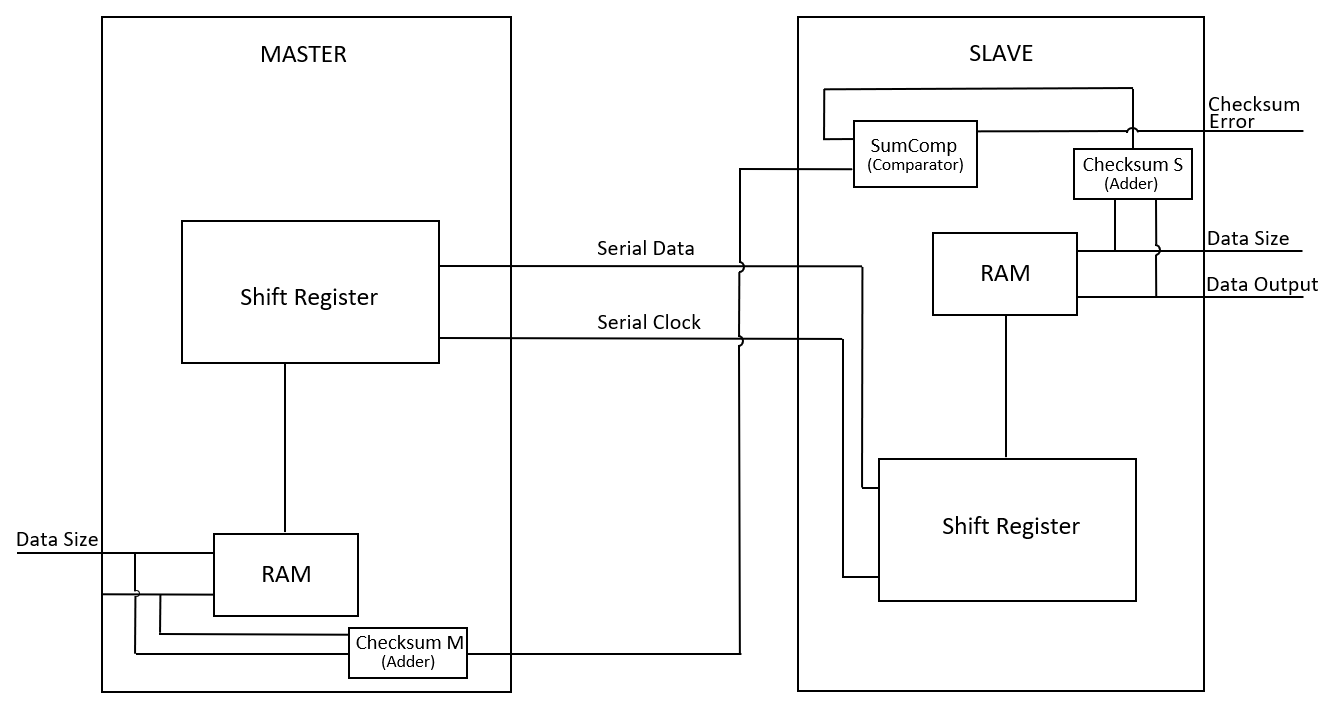 MASTER
SLAVE
Checksum
Error
SumComp
(Comparator)
Checksum S
(Adder)
Serial Data
Data Size
RAM
Data Output
Shift Register
Serial Clock
Shift Register
Data Size
RAM
Checksum M
(Adder)